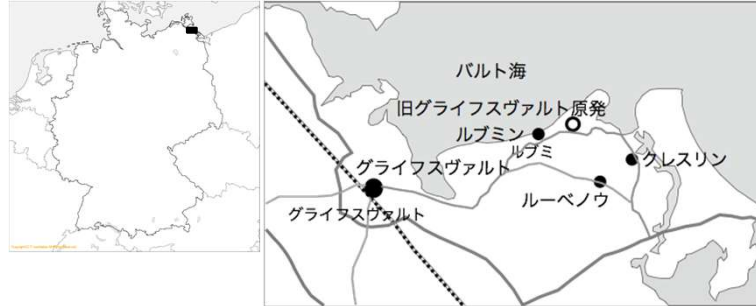 バルト海
旧グライフスヴァルト原発
ルブミン
ルブミ
クレスリン
グライフスヴァルト
ルーベノウ
グライフスヴァルト